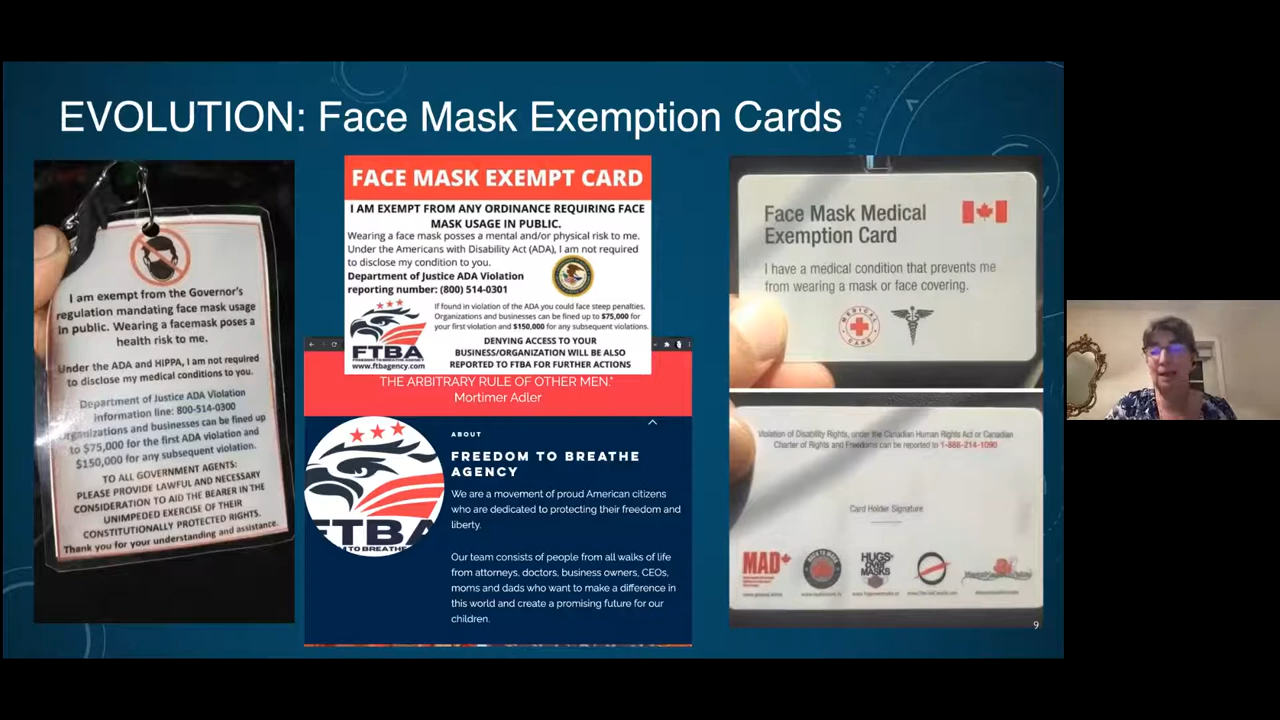 EVOLUTION: Face Mask Exemption Cards
I am exempt from the Governor's
regulation mandating face mask usage
in public. Wearing a facemask poses a
health risk to me.
Under the ADA and HIPPA, I am not required
to disclose my medical conditions to you.
Department of Justice ADA Violation
information line: 800-514-0300
Organizations and businesses can be fined up
to $75,000 for the first ADA violation and
$150,000 for any subsequent violation.
TO ALL GOVERNMENT AGENTS:
PLEASE PROVIDE LAWFUL AND NECESSARY
CONSIDERATION TO AID THE BEARER IN THE
UNIMPEDED EXERCISE OF THEIR
CONSTITUTIONALLY PROTECTED RIGHTS.
Thank you for your understanding and assistance.
FACE MASK EXEMPT CARD
I AM EXEMPT FROM ANY ORDINANCE REQUIRING FACE
MASK USAGE IN PUBLIC.
Wearing a face mask posses a mental and/or physical risk to me.
Under the Americans with Disability Act (ADA), I am not required
to disclose my condition to you.
Department of Justice ADA Violation
reporting number: (800) 514-0301
If found in violation of the ADA you could face steep penalties.
Organizations and businesses can be fined up to $75,000 for
your first violation and $150,000 for any subsequent violations.
DENYING ACCESS TO YOUR
BUSINESS/ORGANIZATION WILL BE ALSO
REPORTED TO FTBA FOR FURTHER ACTIONS
FTBA
FREEDOM TO BREATHE AGENCY
www.ftbagency.com
THE ARBITRARY RULE OF OTHER MEN."
Mortimer Adler
FTBA
M TO BREATHE
ABOUT
FREEDOM TO BREATHE
AGENCY
We are a movement of proud American citizens
who are dedicated to protecting their freedom and
liberty.
Our team consists of people from all walks of life
from attorneys, doctors, business owners, CEOs,
moms and dads who want to make a difference in
this world and create a promising future for our
children.
Face Mask Medical
Exemption Card
I have a medical condition that prevents me
from wearing a mask or face covering.
MEDICAL
CARE
Violation of Disability Rights, under the Canadian Human Rights Act or Canadian
Charter of Rights and Freedoms can be reported to 1-888-214-1090
Card Holder Signature
MAD
HUGS
OVER
MASKS
9